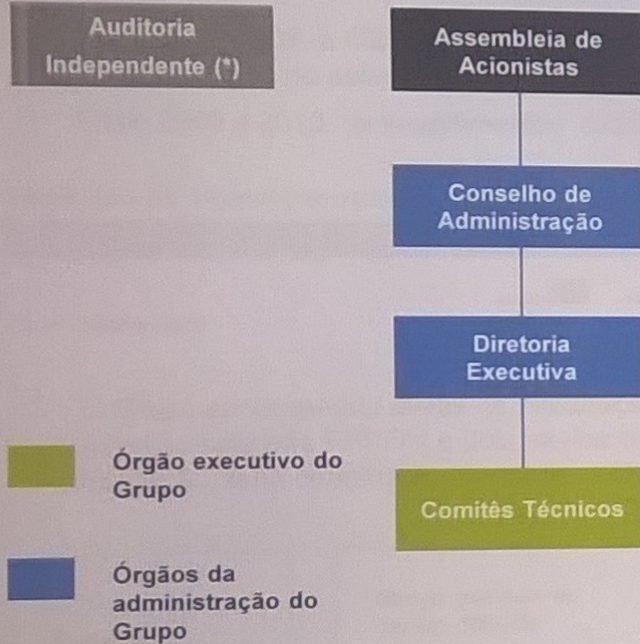 Auditoria
Independente (*)
Assembleia de
Acionistas
Conselho de
Administração
Diretoria
Executiva
Comitês Técnicos
Órgão executivo do
Grupo
Órgãos da
administração do
Grupo